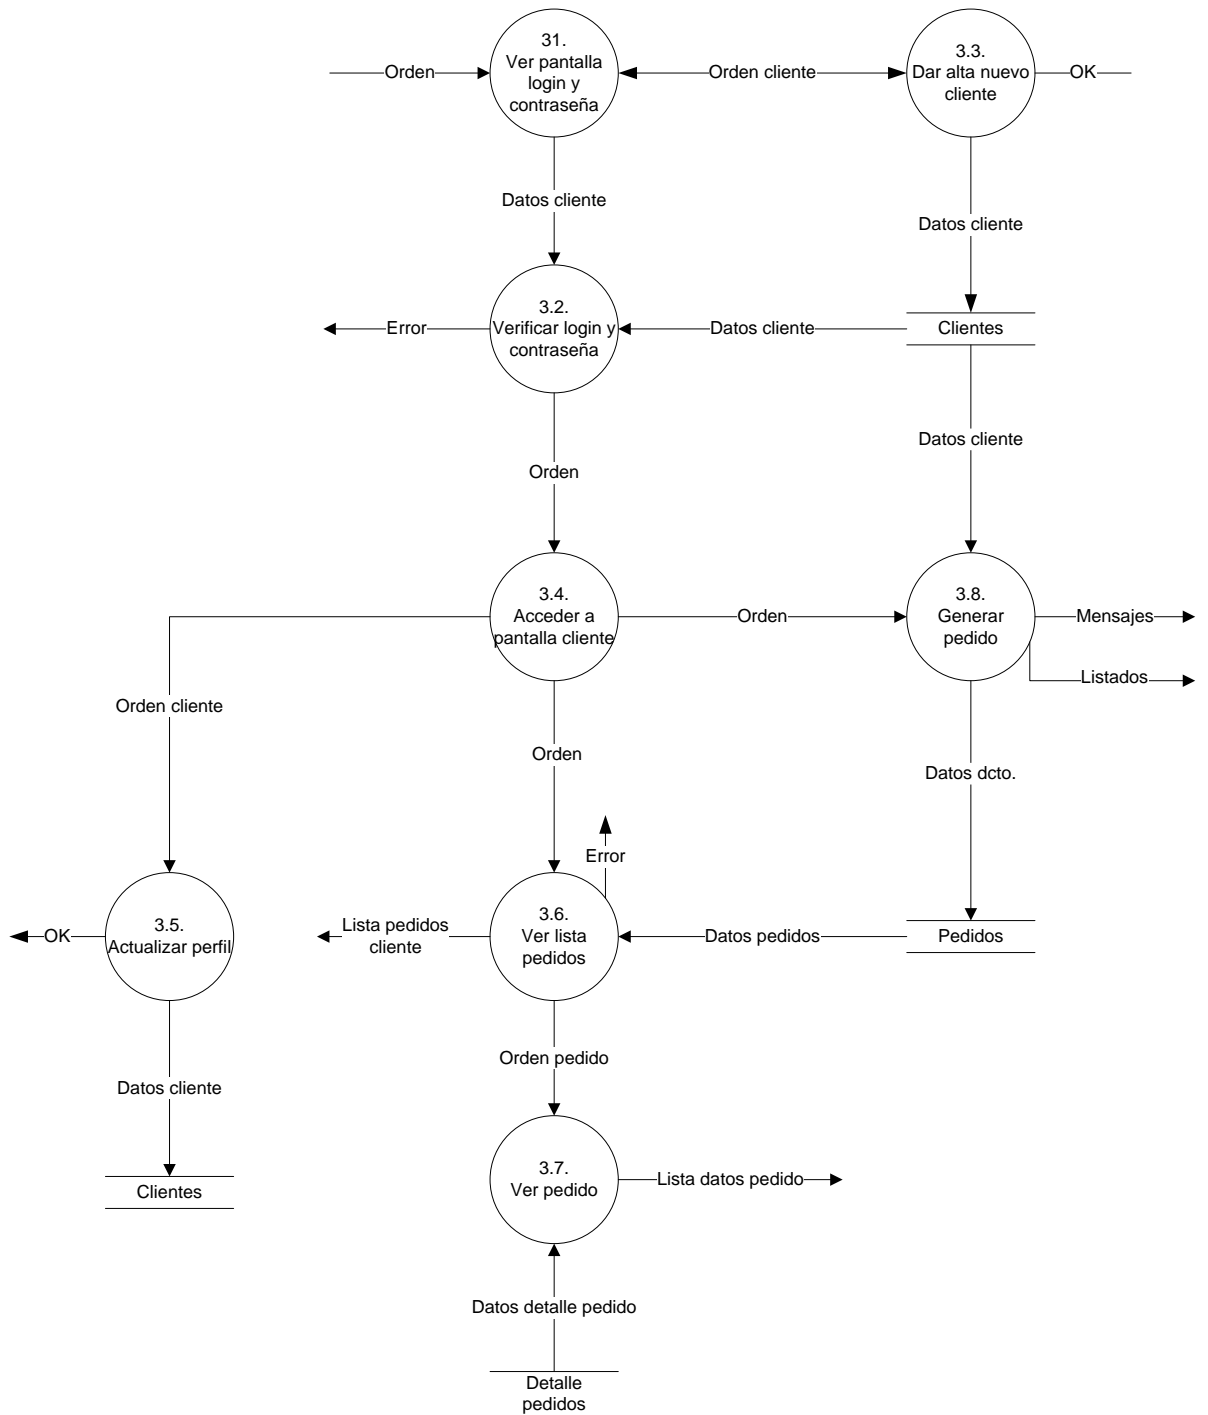 31.
Ver pantalla
login y
contraseña
3.3.
Dar alta nuevo
cliente
Orden
Orden cliente
OK
Datos cliente
Datos cliente
3.2.
Verificar login y
contraseña
Error
Datos cliente
Clientes
Datos cliente
Orden
3.4.
Acceder a
pantalla cliente
Orden
3.8.
Generar
pedido
Mensajes
Listados
Orden cliente
Orden
Datos dcto.
Error
3.5.
Actualizar perfil
OK
Lista pedidos
cliente
3.6.
Ver lista
pedidos
Datos pedidos
Pedidos
Orden pedido
Datos cliente
3.7.
Ver pedido
Lista datos pedido
Clientes
Datos detalle pedido
Detalle
pedidos